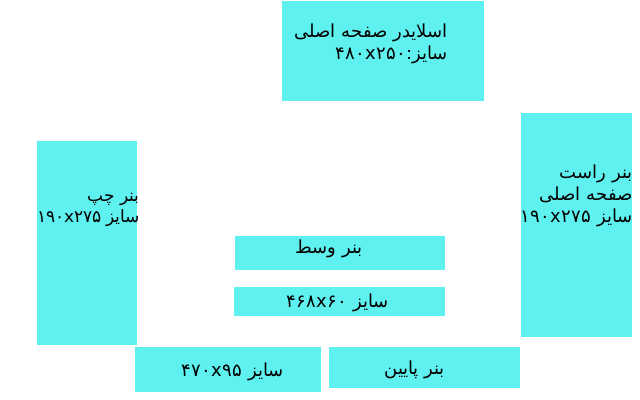 اسلایدر صفحه اصلی
سایز:۴۸۰x۲۵۰
بنر راست
صفحه اصلی
سایز ۱۹۰x۲۷۵
بنر چپ
سایز ۱۹۰x۲۷۵
بنر وسط
سایز ۴۶۸x۶۰
بنر پایین
سایز ۴۷۰x۹۵